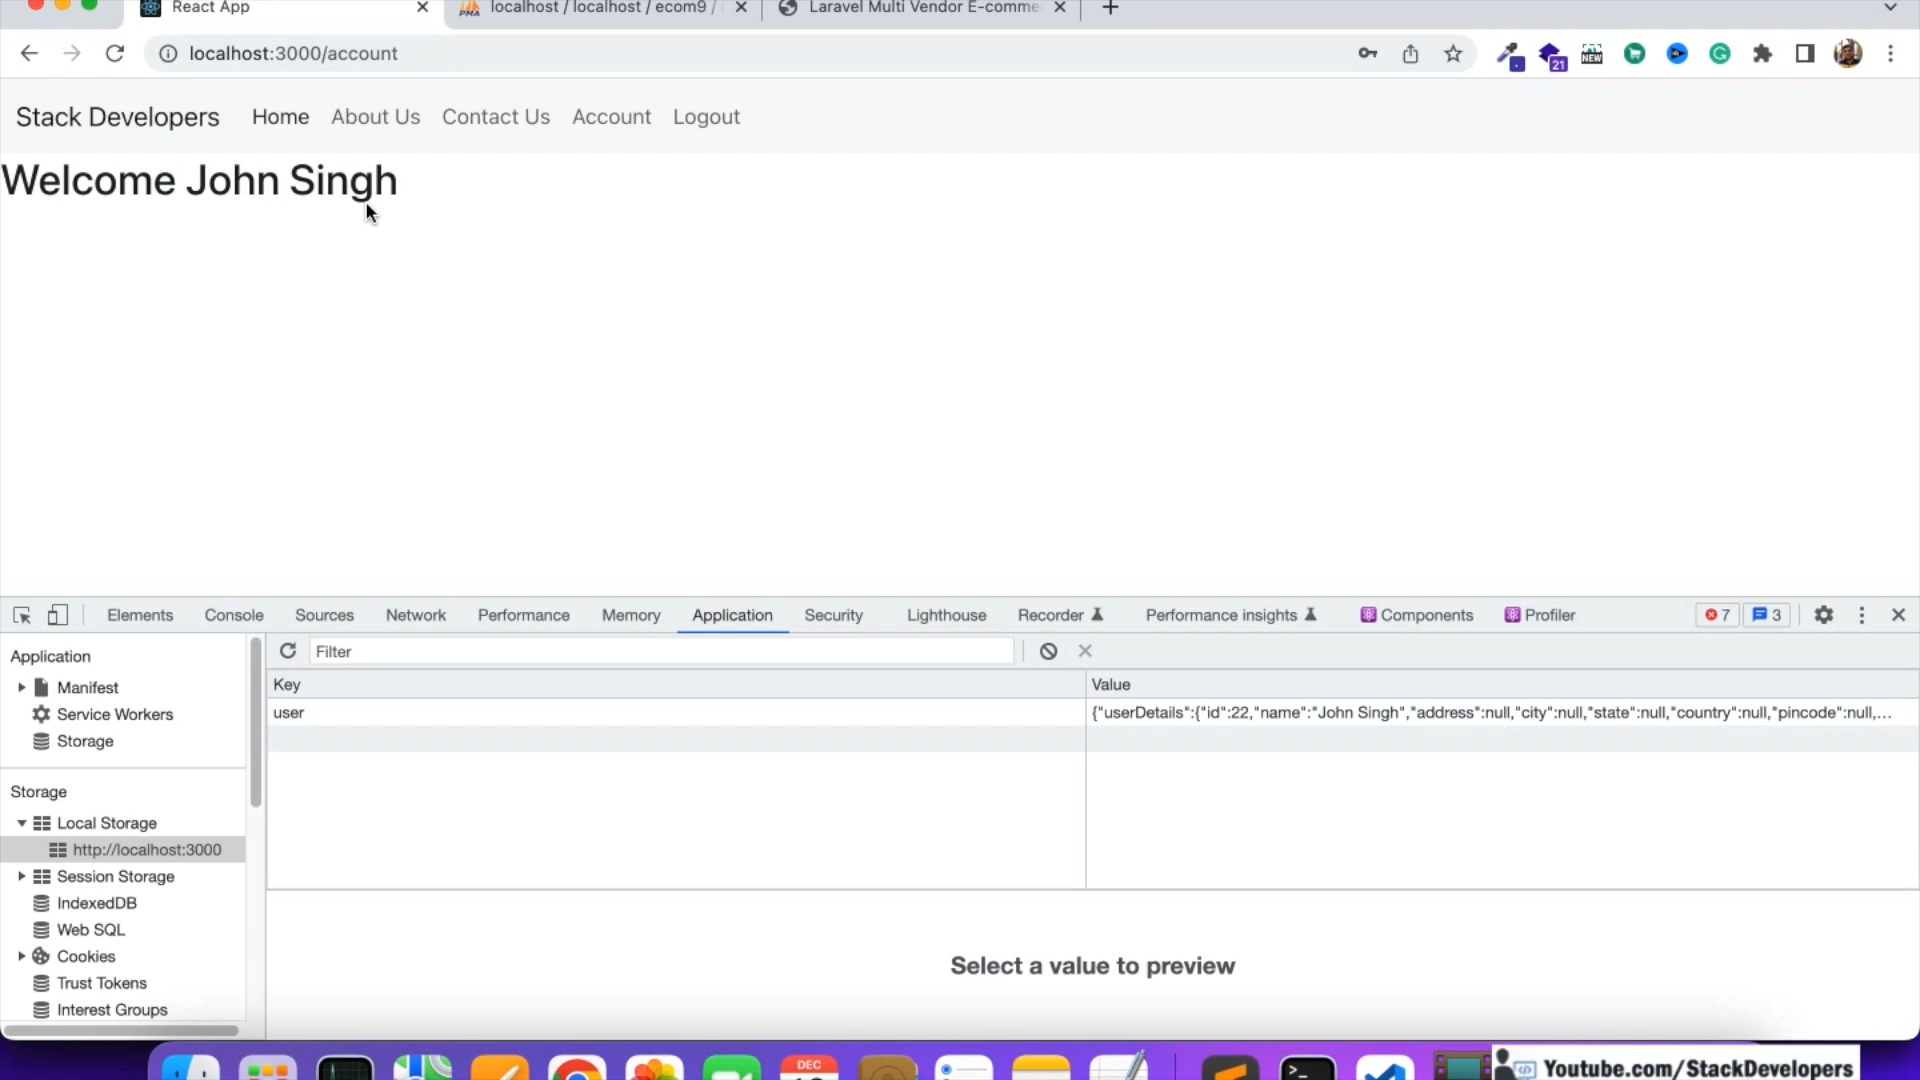 React App
localhost / localhost / ecom9 /
Laravel Multi Vendor E-comme
localhost:3000/account
21
NEW
Stack Developers Home About Us Contact Us Account Logout
Welcome John Singh
Elements Console Sources Network Performance Memory Application Security Lighthouse Recorder Performance insights Components Profiler 7 3
Application
Filter
Manifest
Service Workers
Storage
Key Value
user {"userDetails":{"id":22,"name":"John Singh","address":null,"city":null,"state":null,"country":null,"pincode":null,...
Storage
Local Storage
http://localhost:3000
Session Storage
IndexedDB
Web SQL
Cookies
Trust Tokens
Interest Groups
Select a value to preview
DEC
Youtube.com/StackDevelopers